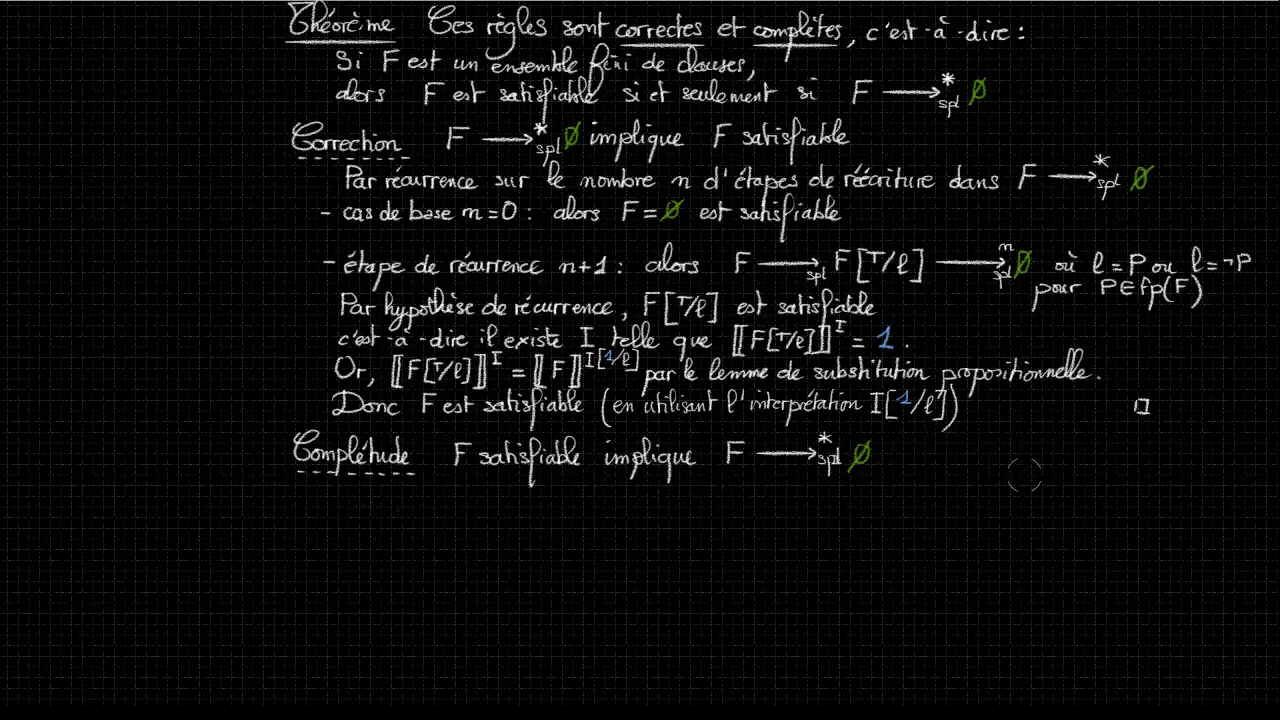 Théorème Ces règles sont correctes et complètes, c'est-à-dire :
Si F est un ensemble fini de clauses,
alors F est satisfiable si et seulement si F →*spl ∅
Correction F →*spl ∅ implique F satisfiable
Par récurrence sur le nombre n d'étapes de réécriture dans F →*spl ∅
- cas de base n=0 : alors F = ∅ est satisfiable
- étape de récurrence n+1 : alors F →spl F[⊤/ℓ] →ⁿspl ∅ où ℓ = P ou ℓ = ¬P
pour P∈fp(F)
Par hypothèse de récurrence, F[⊤/ℓ] est satisfiable
c'est-à-dire il existe I telle que ⟦F[⊤/ℓ]⟧^I = 1.
Or, ⟦F[⊤/ℓ]⟧^I = ⟦F⟧^I[1/ℓ] par le lemme de substitution propositionnelle.
Donc F est satisfiable (en utilisant l'interprétation I[1/ℓ]) □
Complétude F satisfiable implique F →*spl ∅